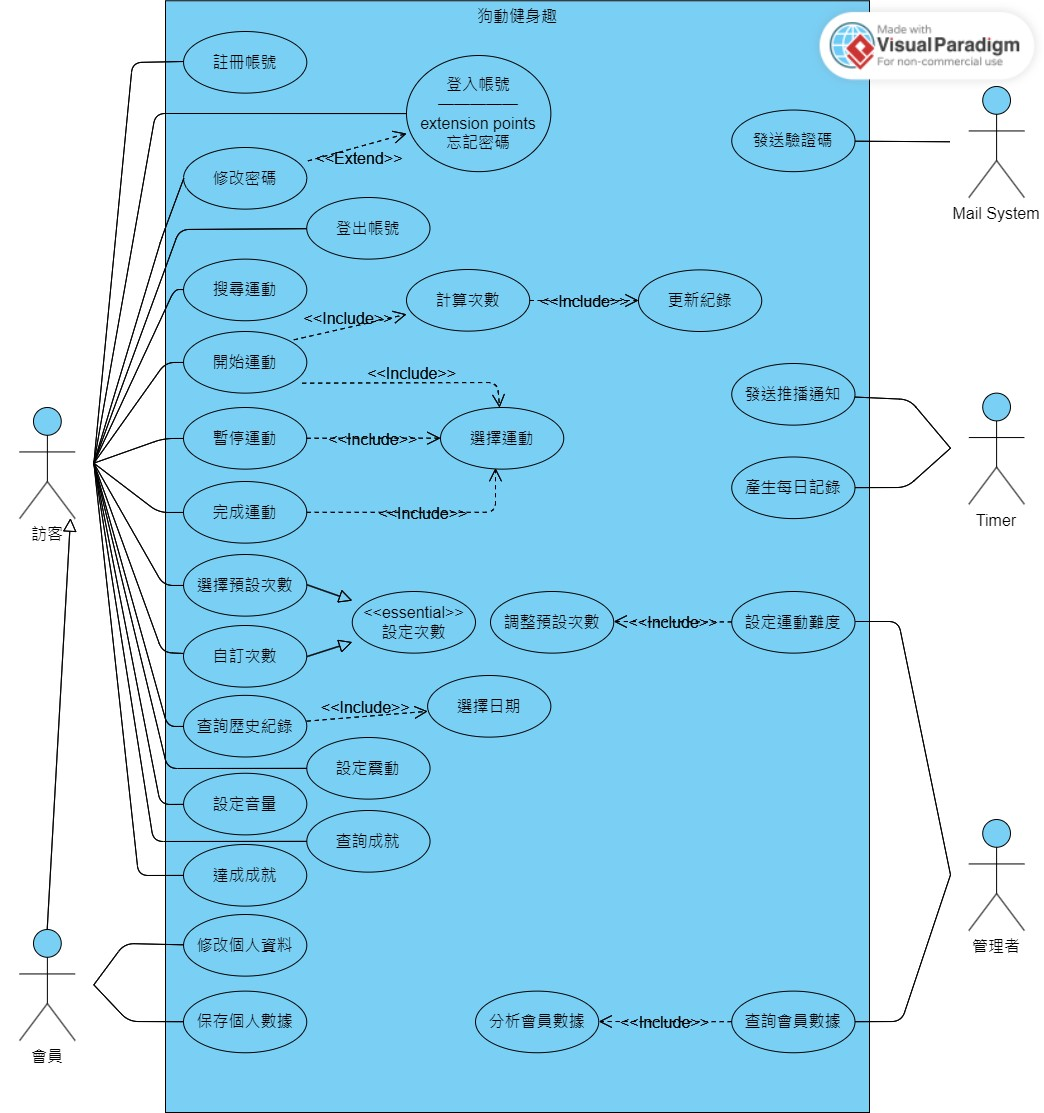 狗動健身趣
Made with
VisualParadigm
For non-commercial use
註冊帳號
登入帳號
extension points
忘記密碼
發送驗證碼
<<Extend>>
修改密碼
Mail System
登出帳號
搜尋運動
計算次數
<<Include>>
更新紀錄
<<Include>>
開始運動
<<Include>>
發送推播通知
暫停運動
<<Include>>
選擇運動
產生每日記錄
完成運動
<<Include>>
Timer
訪客
選擇預設次數
<<essential>>
設定次數
調整預設次數
<<Include>>
設定運動難度
自訂次數
查詢歷史紀錄
<<Include>>
選擇日期
設定震動
設定音量
查詢成就
達成成就
管理者
修改個人資料
保存個人數據
分析會員數據
<<Include>>
查詢會員數據
會員